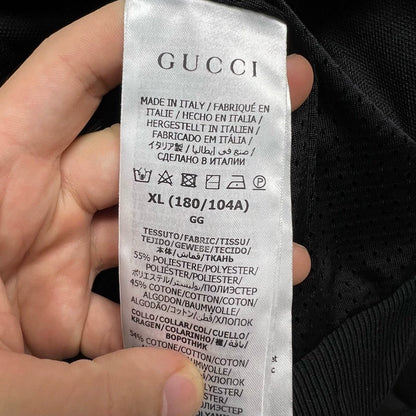 GUCCI
MADE IN ITALY / FABRIQUÉ EN
ITALIE / HECHO EN ITALIA /
HERGESTELLT IN ITALIEN /
FABRICADO EM ITÁLIA /
イタリア製 / صنع في إيطاليا /
СДЕЛАНО В ИТАЛИИ
XL (180/104A)
GG
TESSUTO/FABRIC/TISSU/
TEJIDO/GEWEBE/TECIDO/
本体/قماش/ТКАНЬ
55% POLIESTERE/POLYESTER/
POLYESTER/POLIÉSTER/POLYESTER/
ポリエステル/بوليستر/ПОЛИЭСТЕР
45% COTONE/COTTON/COTON/
ALGODÓN/BAUMWOLLE/
ALGODÃO/コットン/قطن/ХЛОПОК
COLLO/COLLAR/COL/CUELLO/
KRAGEN/COLARINHO/襟/ياقة/
ВОРОТНИК
54% COTONE/COTTON/COTON/